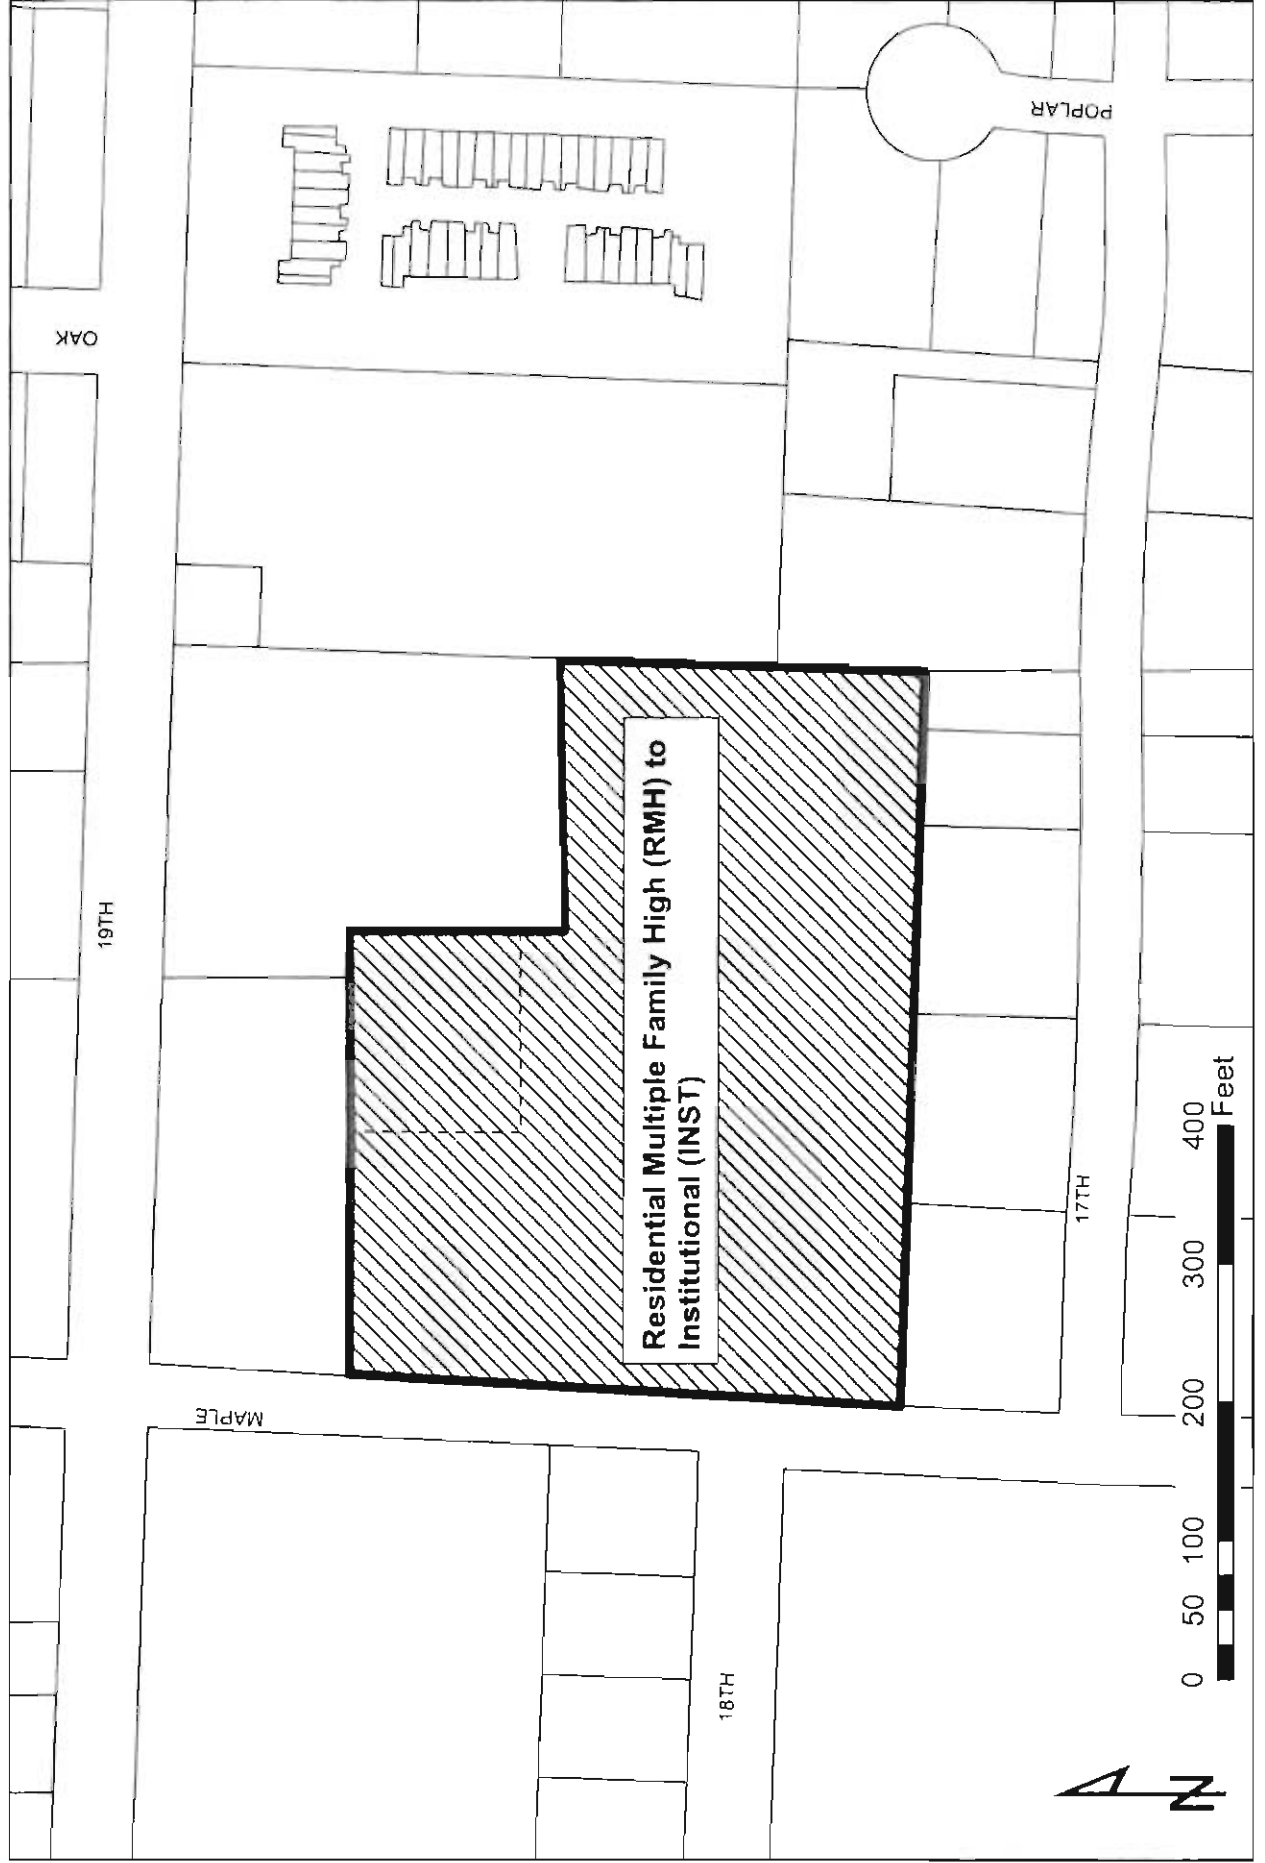 OAK
POPLAR
19TH
Residential Multiple Family High (RMH) to
Institutional (INST)
MAPLE
17TH
18TH
0 50 100 200 300 400
Feet
N